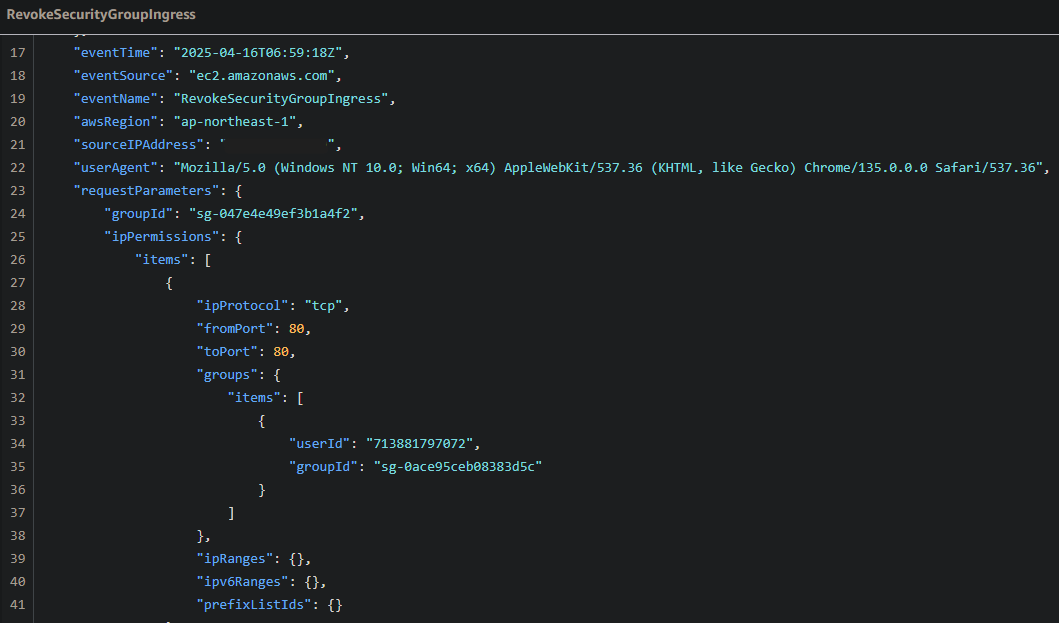 RevokeSecurityGroupIngress
17 "eventTime": "2025-04-16T06:59:18Z",
18 "eventSource": "ec2.amazonaws.com",
19 "eventName": "RevokeSecurityGroupIngress",
20 "awsRegion": "ap-northeast-1",
21 "sourceIPAddress": " ",
22 "userAgent": "Mozilla/5.0 (Windows NT 10.0; Win64; x64) AppleWebKit/537.36 (KHTML, like Gecko) Chrome/135.0.0.0 Safari/537.36",
23 "requestParameters": {
24 "groupId": "sg-047e4e49ef3b1a4f2",
25 "ipPermissions": {
26 "items": [
27 {
28 "ipProtocol": "tcp",
29 "fromPort": 80,
30 "toPort": 80,
31 "groups": {
32 "items": [
33 {
34 "userId": "713881797072",
35 "groupId": "sg-0ace95ceb08383d5c"
36 }
37 ]
38 },
39 "ipRanges": {},
40 "ipv6Ranges": {},
41 "prefixListIds": {}